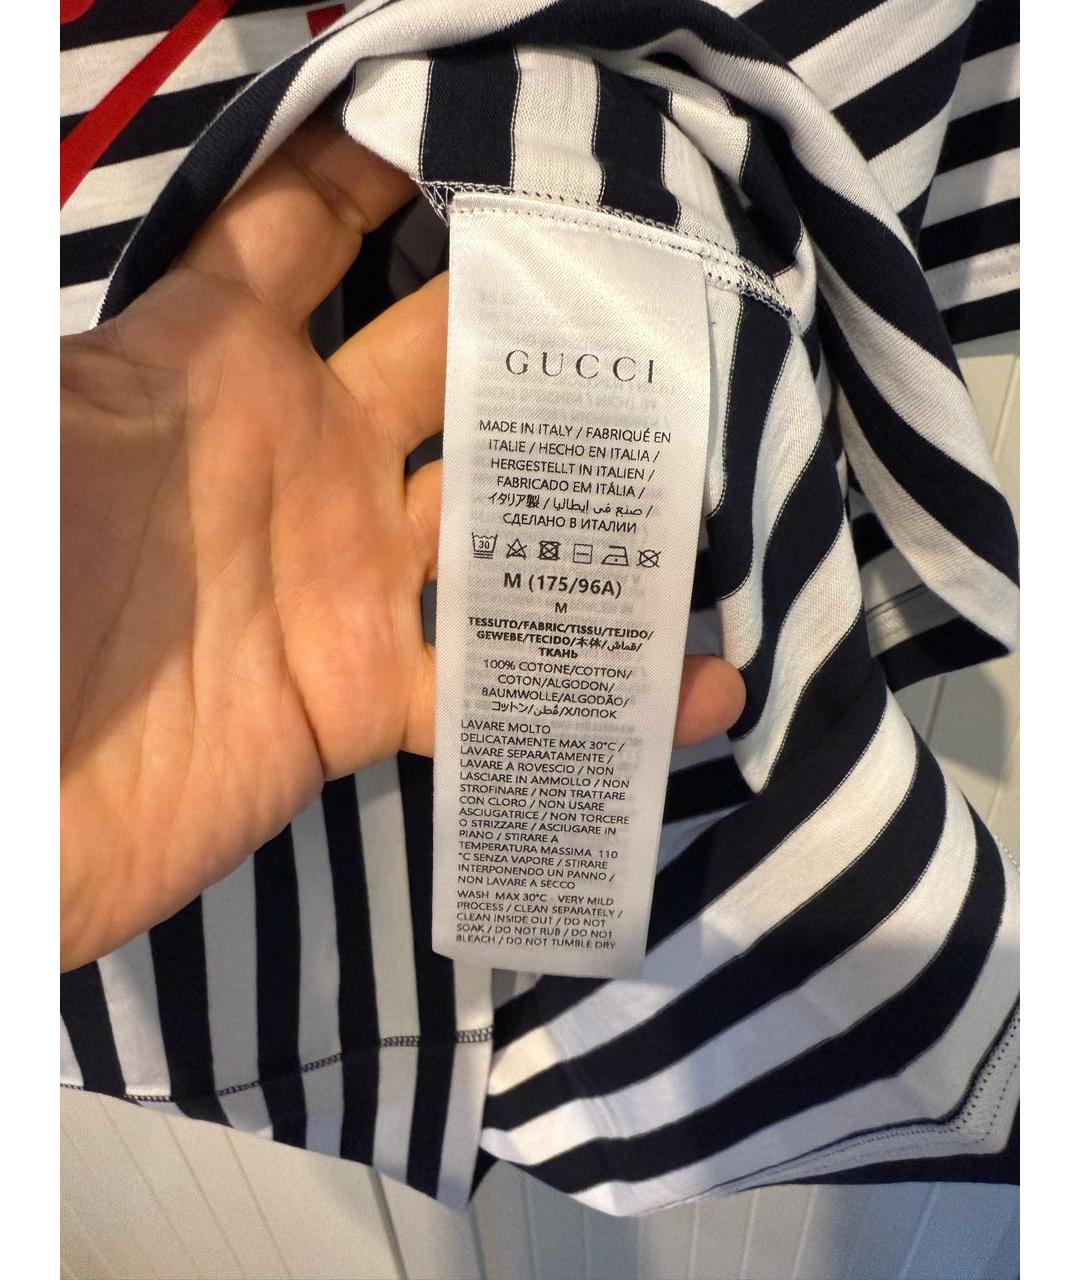 GUCCI
MADE IN ITALY / FABRIQUÉ EN
ITALIE / HECHO EN ITALIA /
HERGESTELLT IN ITALIEN /
FABRICADO EM ITÁLIA /
イタリア製 / صنع في إيطاليا /
СДЕЛАНО В ИТАЛИИ
30
M (175/96A)
M
TESSUTO/FABRIC/TISSU/TEJIDO/
GEWEBE/TECIDO/本体/قماش/
ТКАНЬ
100% COTONE/COTTON/
COTON/ALGODON/
BAUMWOLLE/ALGODÃO/
コットン/قطن/ХЛОПОК
LAVARE MOLTO
DELICATAMENTE MAX 30°C /
LAVARE SEPARATAMENTE /
LAVARE A ROVESCIO / NON
LASCIARE IN AMMOLLO / NON
STROFINARE / NON TRATTARE
CON CLORO / NON USARE
ASCIUGATRICE / NON TORCERE
O STRIZZARE / ASCIUGARE IN
PIANO / STIRARE A
TEMPERATURA MASSIMA 110
°C SENZA VAPORE / STIRARE
INTERPONENDO UN PANNO /
NON LAVARE A SECCO
WASH MAX 30°C VERY MILD
PROCESS / CLEAN SEPARATELY /
CLEAN INSIDE OUT / DO NOT
SOAK / DO NOT RUB / DO NOT
BLEACH / DO NOT TUMBLE DRY